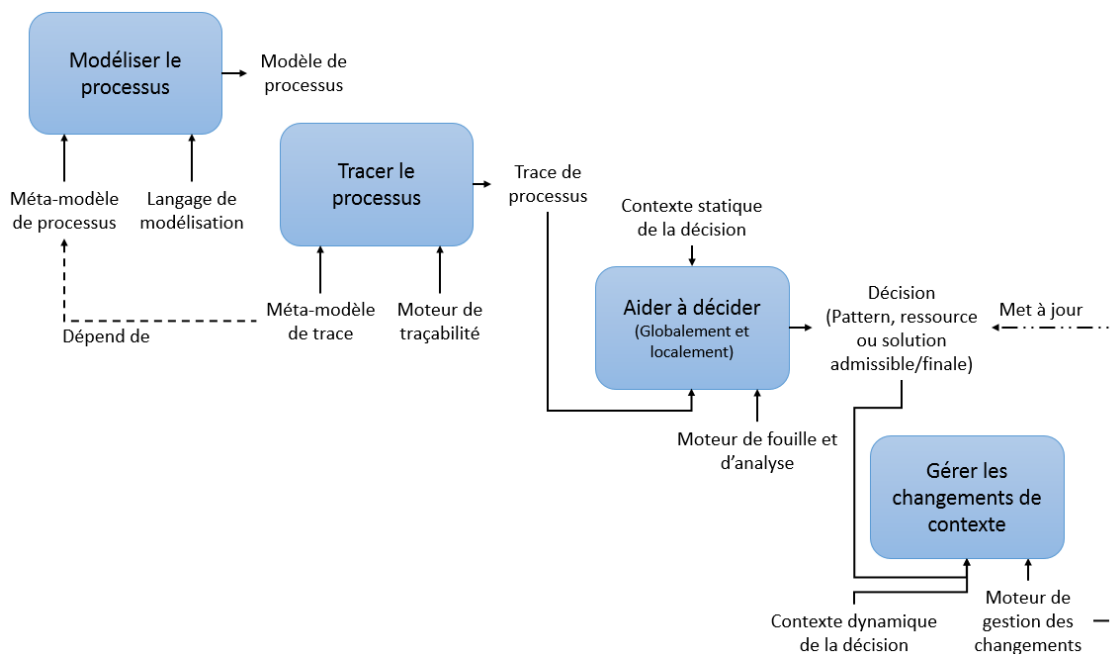 Modéliser le
processus
Modèle de
processus
Méta-modèle
de processus
Langage de
modélisation
Tracer le
processus
Trace de
processus
Dépend de
Méta-modèle
de trace
Moteur de
traçabilité
Contexte statique
de la décision
Aider à décider
(Globalement et
localement)
Décision
(Pattern, ressource
ou solution
admissible/finale)
Met à jour
Moteur de fouille et
d'analyse
Gérer les
changements de
contexte
Contexte dynamique
de la décision
Moteur de
gestion des
changements